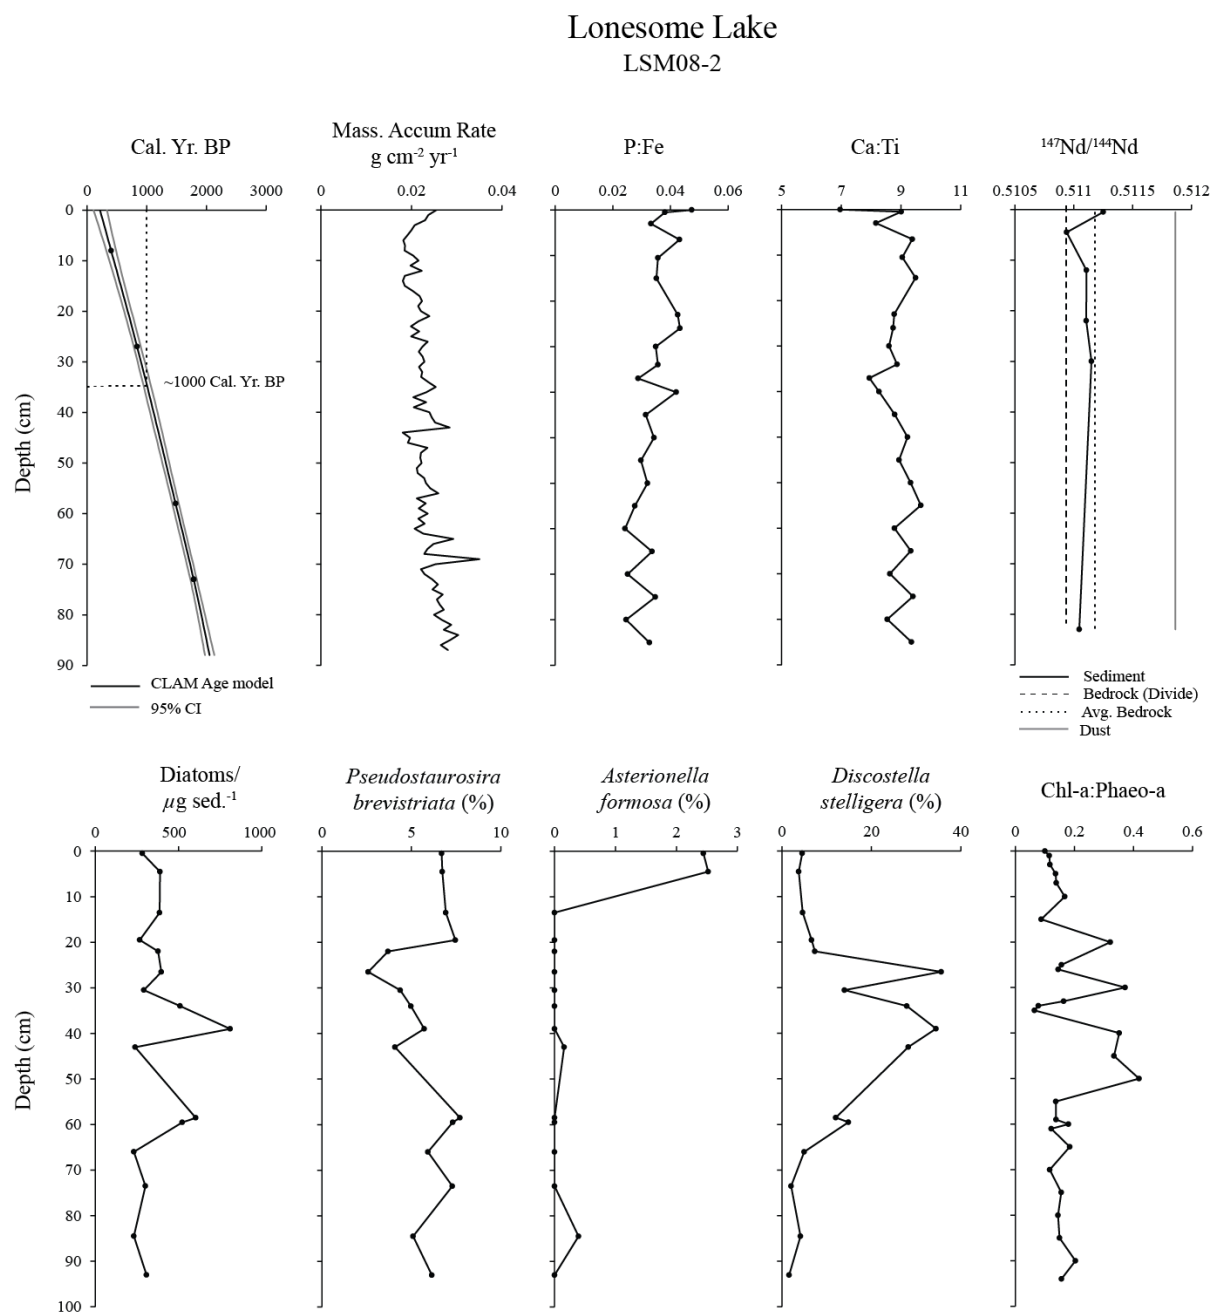 Lonesome Lake
LSM08-2
Cal. Yr. BP
Mass. Accum Rate
g cm⁻² yr⁻¹
P:Fe
Ca:Ti
¹⁴⁷Nd/¹⁴⁴Nd
0 1000 2000 3000
0 0.02 0.04
0 0.02 0.04 0.06
5 7 9 11
0.5105 0.511 0.5115 0.512
0
10
20
30
40
50
60
70
80
90
Depth (cm)
~1000 Cal. Yr. BP
CLAM Age model
95% CI
Sediment
Bedrock (Divide)
Avg. Bedrock
Dust
Diatoms/
µg sed.⁻¹
Pseudostaurosira
brevistriata (%)
Asterionella
formosa (%)
Discostella
stelligera (%)
Chl-a:Phaeo-a
0 500 1000
0 5 10
0 1 2 3
0 20 40
0 0.2 0.4 0.6
0
10
20
30
40
50
60
70
80
90
100
Depth (cm)